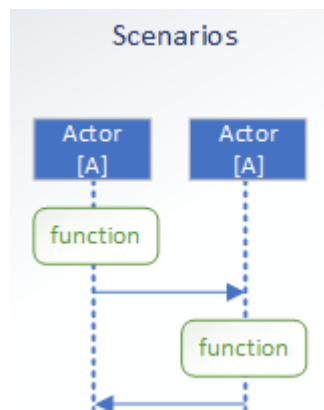 Scenarios
Actor
[A]
Actor
[A]
function
function